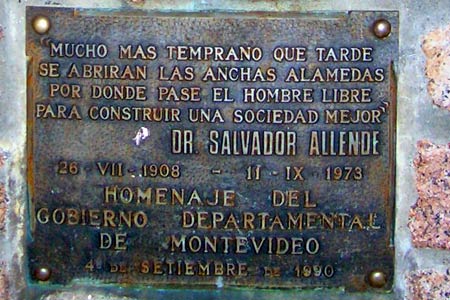 "MUCHO MAS TEMPRANO QUE TARDE
SE ABRIRAN LAS ANCHAS ALAMEDAS
POR DONDE PASE EL HOMBRE LIBRE
PARA CONSTRUIR UNA SOCIEDAD MEJOR"
DR. SALVADOR ALLENDE
26 - VII - 1908 - 11 - IX - 1973
HOMENAJE DEL
GOBIERNO DEPARTAMENTAL
DE MONTEVIDEO
4 DE SETIEMBRE DE 1990